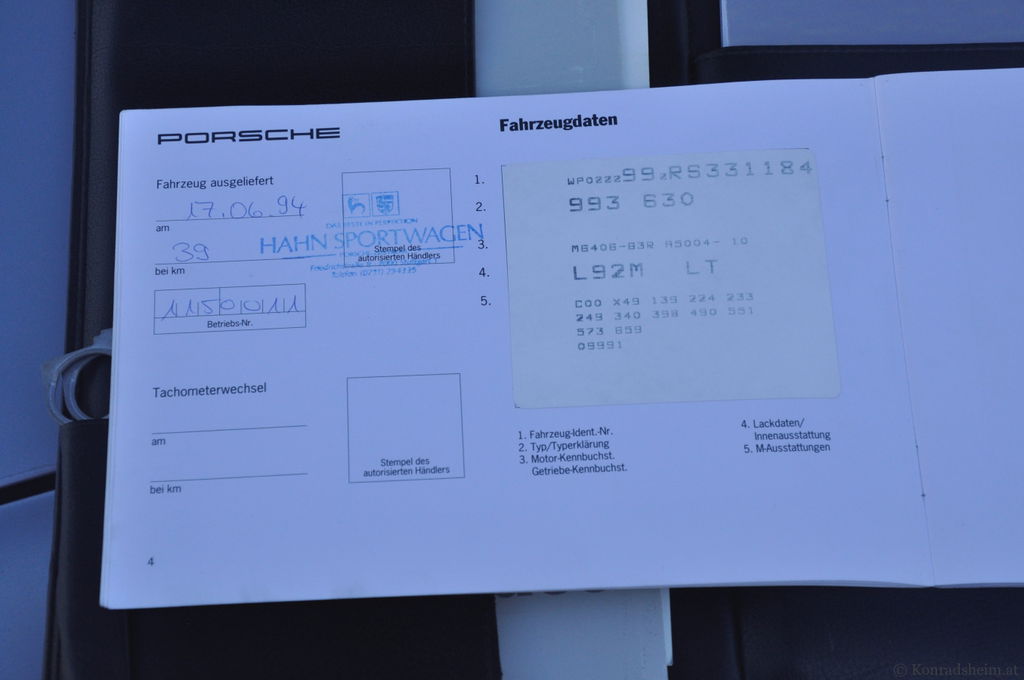 PORSCHE
Fahrzeug ausgeliefert
17.06.94
am
39
bei km
HAHN SPORTWAGEN
Stempel des
autorisierten Händlers
1150111
Betriebs-Nr.
Tachometerwechsel
am
bei km
Stempel des
autorisierten Händlers
4
Fahrzeugdaten
1. WP0ZZZ99ZRS331184
2. 993 630
3. M6406-G3R A5004- 10
4. L92M LT
5. C00 X49 139 224 233
249 340 398 490 551
573 659
09991
1. Fahrzeug-Ident.-Nr.
2. Typ/Typerklärung
3. Motor-Kennbuchst.
Getriebe-Kennbuchst.
4. Lackdaten/
Innenausstattung
5. M-Ausstattungen
© Konradsheim.at